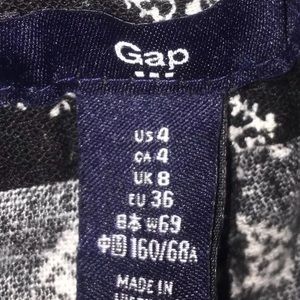 Gap
US 4
CA 4
UK 8
EU 36
日本 W69
中国 160/68A
MADE IN